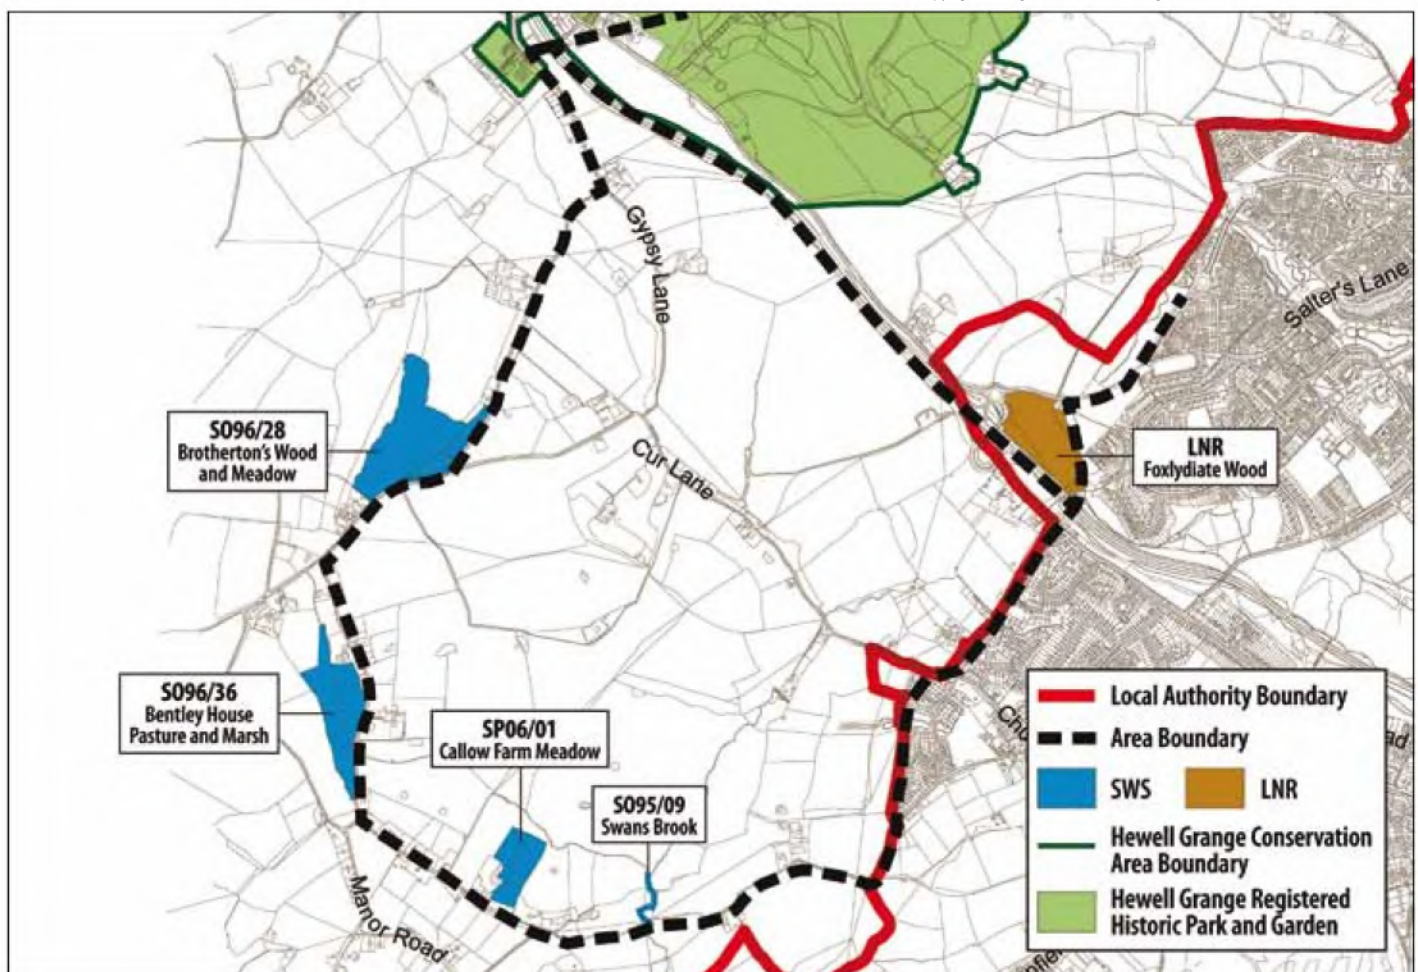 Gypsy Lane
Salter's Lane
SO96/28
Brotherton's Wood
and Meadow
Cur Lane
LNR
Foxlydiate Wood
SO96/36
Bentley House
Pasture and Marsh
SP06/01
Callow Farm Meadow
SO95/09
Swans Brook
Manor Road
Local Authority Boundary
Area Boundary
SWS
LNR
Hewell Grange Conservation
Area Boundary
Hewell Grange Registered
Historic Park and Garden